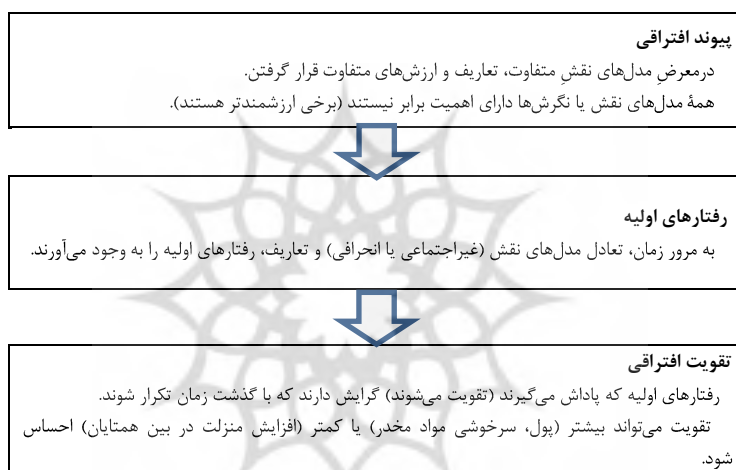 پیوند افتراقی
درمعرضِ مدل‌های نقشِ متفاوت، تعاریف و ارزش‌های متفاوت قرار گرفتن.
همهٔ مدل‌های نقش یا نگرش‌ها دارای اهمیت برابر نیستند (برخی ارزشمندتر هستند).
رفتارهای اولیه
به مرور زمان، تعادل مدل‌های نقش (غیراجتماعی یا انحرافی) و تعاریف، رفتارهای اولیه را به وجود می‌آورند.
تقویت افتراقی
رفتارهای اولیه که پاداش می‌گیرند (تقویت می‌شوند) گرایش دارند که با گذشت زمان تکرار شوند.
تقویت می‌تواند بیشتر (پول، سرخوشی مواد مخدر) یا کمتر (افزایش منزلت در بین همتایان) احساس
شود.